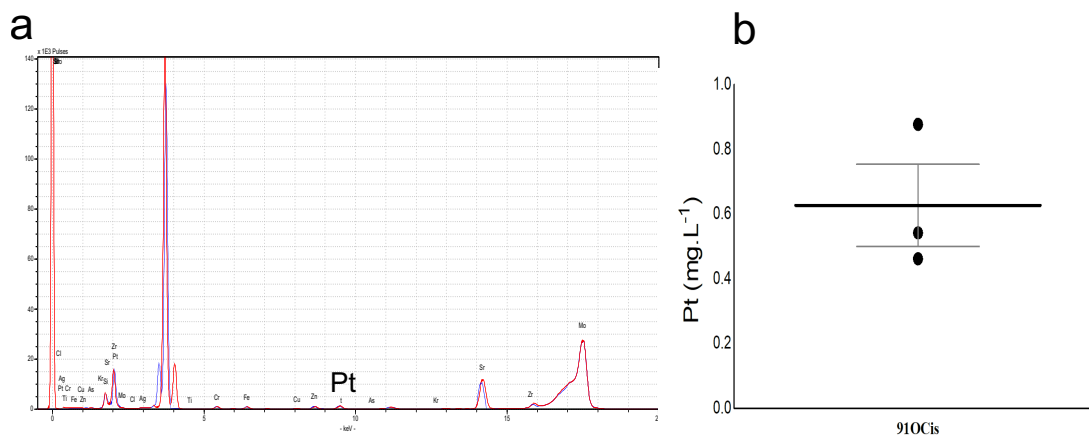 a
x 1E3 Pulses
140
120
100
80
60
40
20
0
Cl
Ag
Pt Cr
Ti Fe Zn
Cu As
Kr Si
Sr
Zr
Pt
Mo
Cl Ag
Ti
Cr
Fe
Cu
Zn
Pt
t
As
Kr
Sr
Zr
Mo
0 5 10 15 2
- keV -
b
Pt (mg.L⁻¹)
1.0
0.8
0.6
0.4
0.2
0.0
91OCis